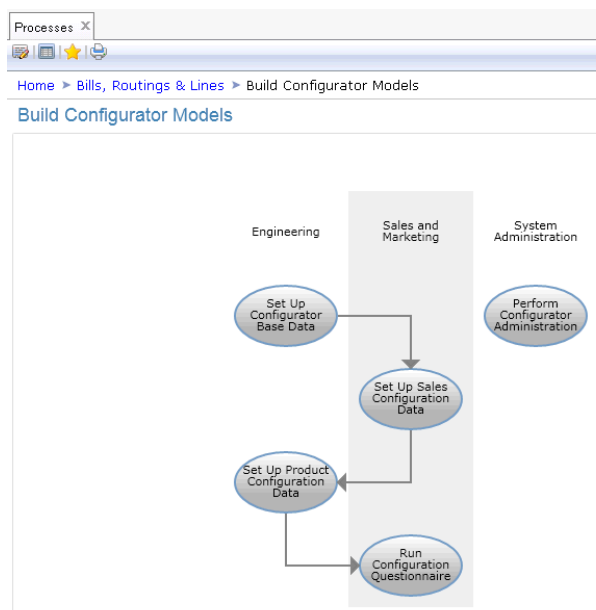 Processes X
Home ➤ Bills, Routings & Lines ➤ Build Configurator Models
Build Configurator Models
Engineering
Sales and
Marketing
System
Administration
Set Up
Configurator
Base Data
Perform
Configurator
Administration
Set Up Sales
Configuration
Data
Set Up Product
Configuration
Data
Run
Configuration
Questionnaire